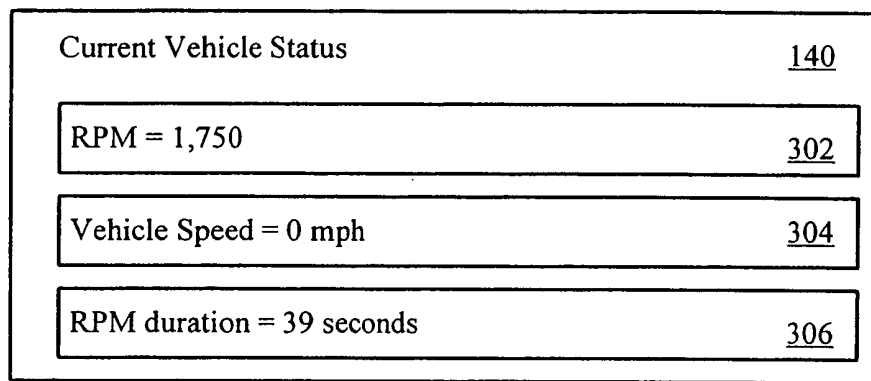 Current Vehicle Status 140
RPM = 1,750 302
Vehicle Speed = 0 mph 304
RPM duration = 39 seconds 306